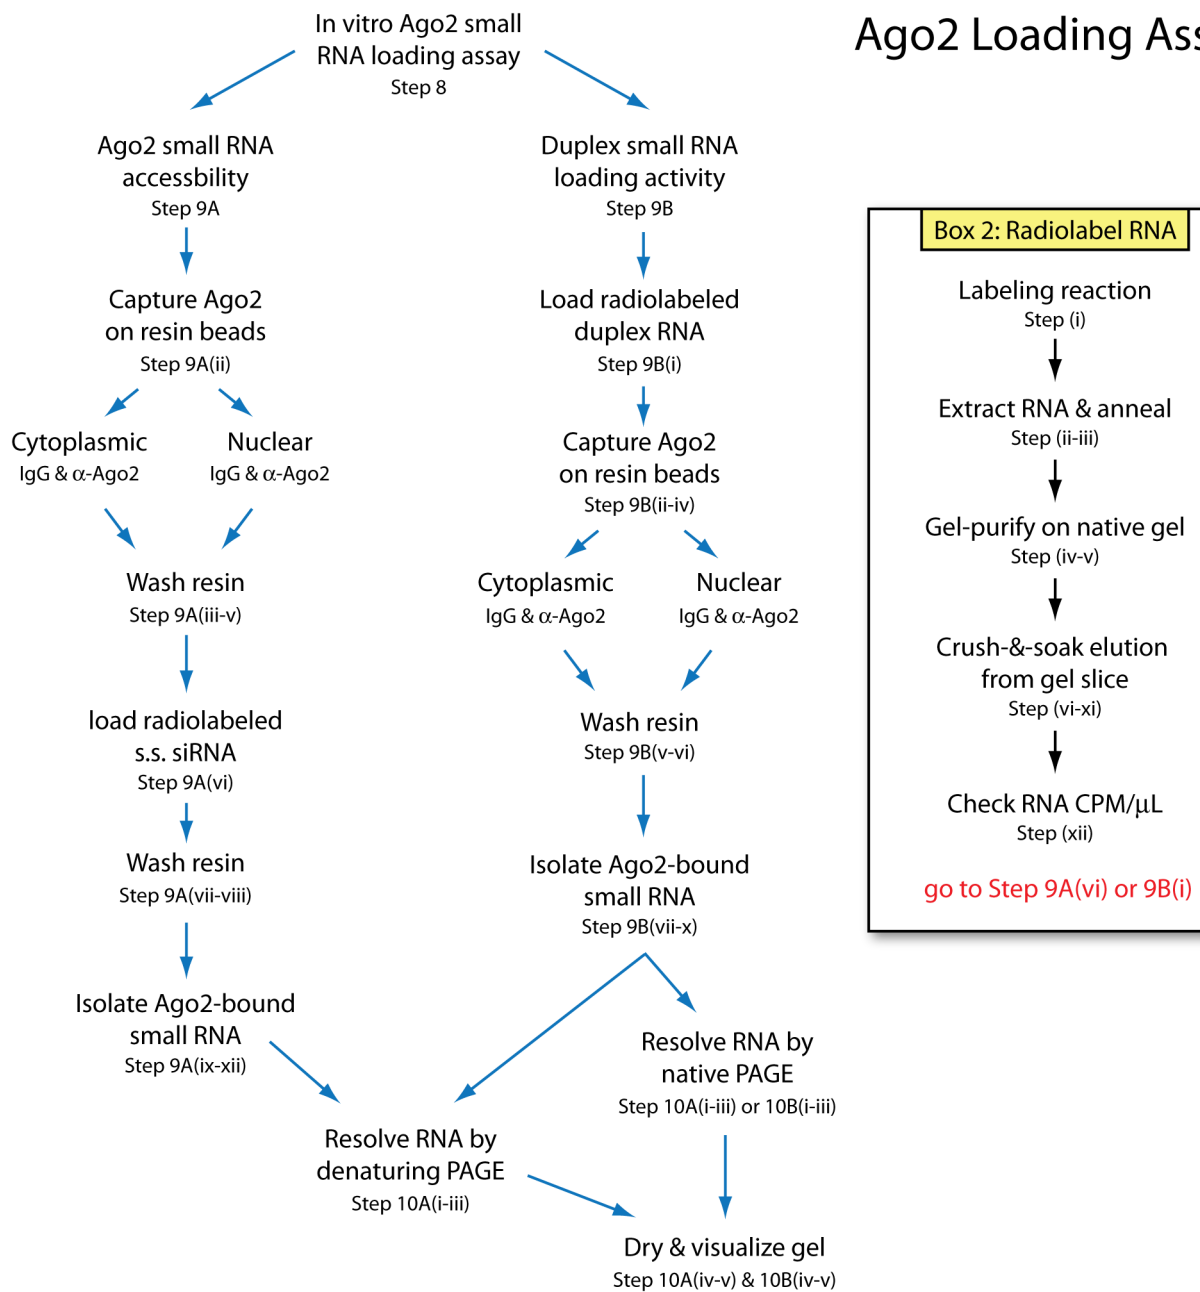 Ago2 Loading Ass
In vitro Ago2 small
RNA loading assay
Step 8
Ago2 small RNA
accessbility
Step 9A
Capture Ago2
on resin beads
Step 9A(ii)
Cytoplasmic
IgG & α-Ago2
Nuclear
IgG & α-Ago2
Wash resin
Step 9A(iii-v)
load radiolabeled
s.s. siRNA
Step 9A(vi)
Wash resin
Step 9A(vii-viii)
Isolate Ago2-bound
small RNA
Step 9A(ix-xii)
Duplex small RNA
loading activity
Step 9B
Load radiolabeled
duplex RNA
Step 9B(i)
Capture Ago2
on resin beads
Step 9B(ii-iv)
Cytoplasmic
IgG & α-Ago2
Nuclear
IgG & α-Ago2
Wash resin
Step 9B(v-vi)
Isolate Ago2-bound
small RNA
Step 9B(vii-x)
Resolve RNA by
native PAGE
Step 10A(i-iii) or 10B(i-iii)
Resolve RNA by
denaturing PAGE
Step 10A(i-iii)
Dry & visualize gel
Step 10A(iv-v) & 10B(iv-v)
Box 2: Radiolabel RNA
Labeling reaction
Step (i)
Extract RNA & anneal
Step (ii-iii)
Gel-purify on native gel
Step (iv-v)
Crush-&-soak elution
from gel slice
Step (vi-xi)
Check RNA CPM/µL
Step (xii)
go to Step 9A(vi) or 9B(i)